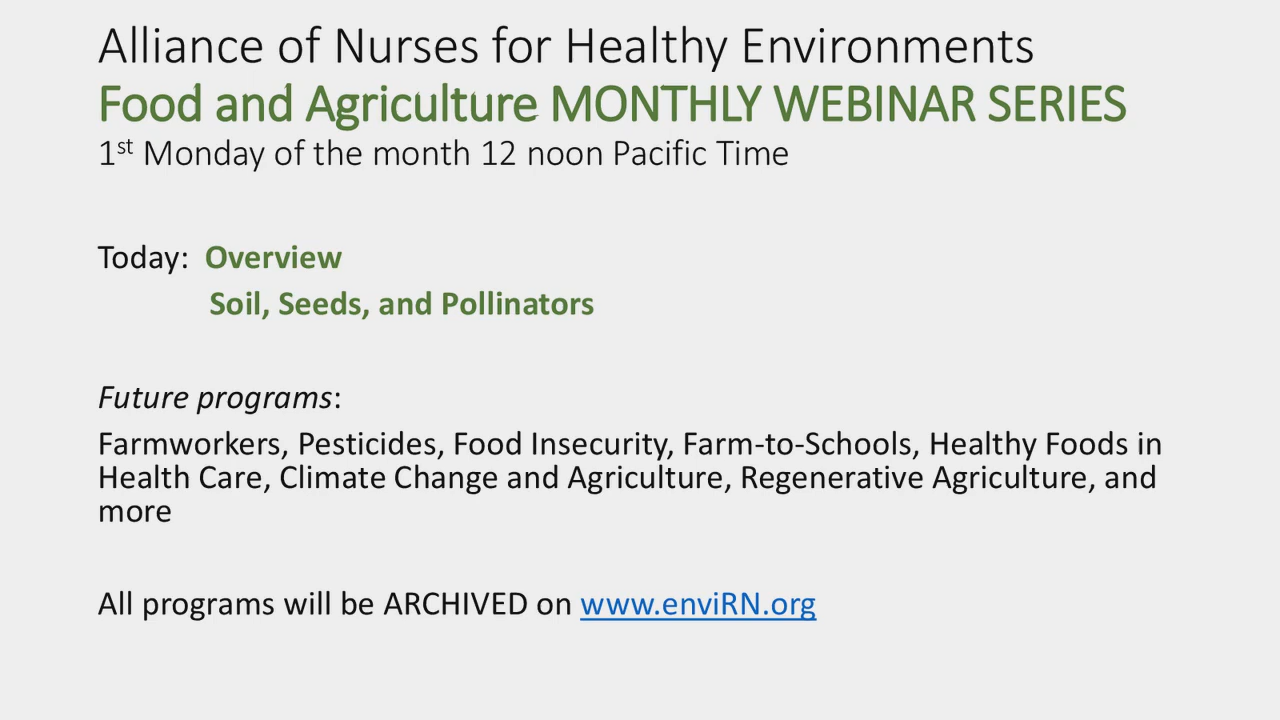 Alliance of Nurses for Healthy Environments
Food and Agriculture MONTHLY WEBINAR SERIES
1st Monday of the month 12 noon Pacific Time
Today: Overview
Soil, Seeds, and Pollinators
Future programs:
Farmworkers, Pesticides, Food Insecurity, Farm-to-Schools, Healthy Foods in
Health Care, Climate Change and Agriculture, Regenerative Agriculture, and
more
All programs will be ARCHIVED on www.enviRN.org